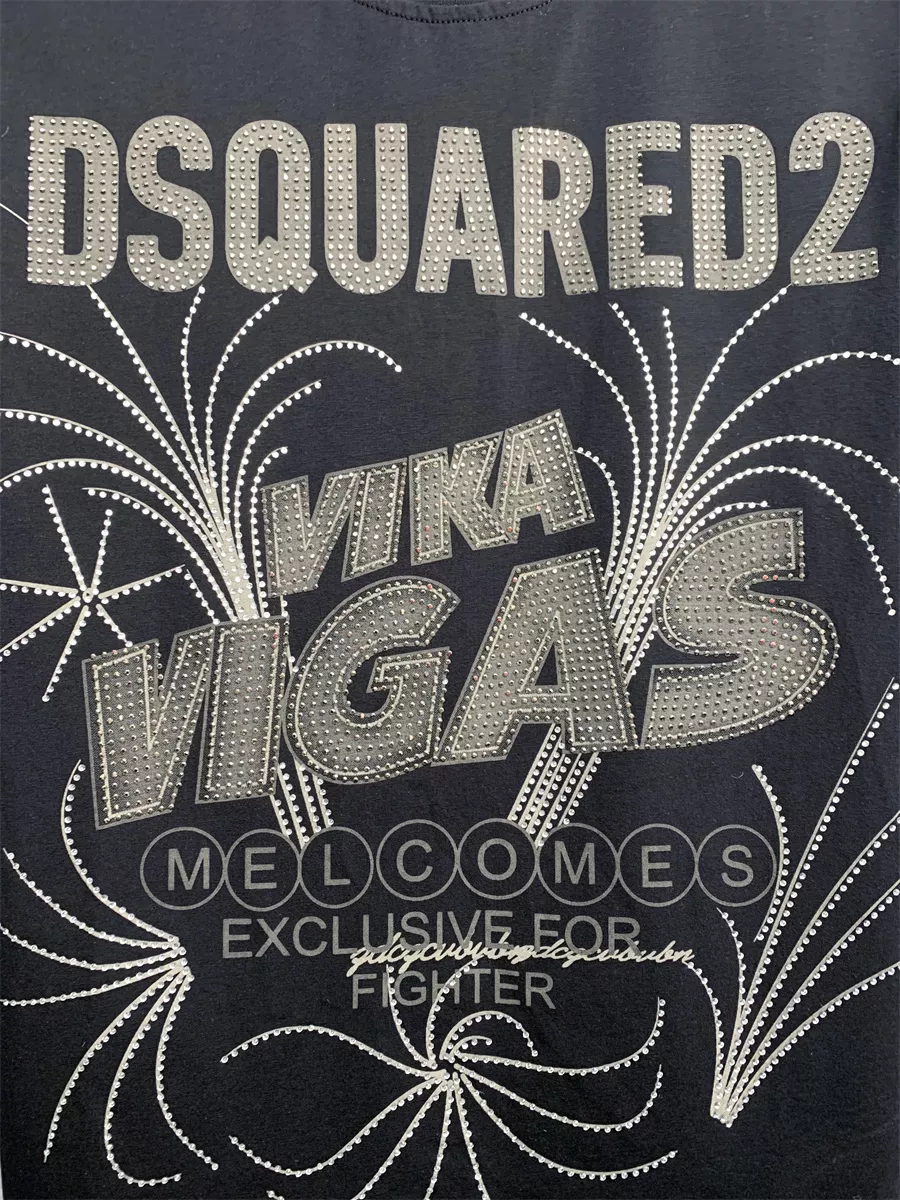 DSQUARED2
VIKA
VIGAS
MELCOMES
EXCLUSIVE FOR
FIGHTER